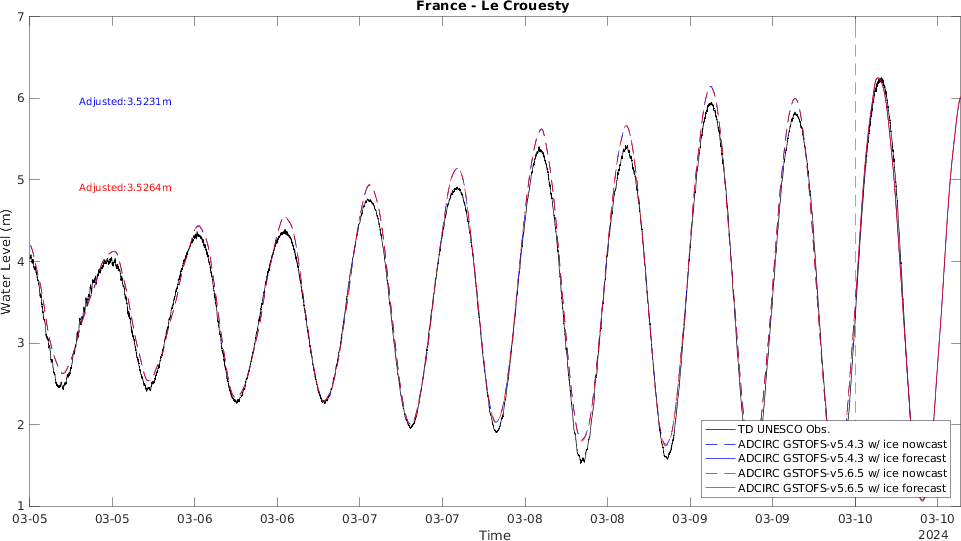 France - Le Crouesty
7
6
5
4
3
2
1
Water Level (m)
Adjusted:3.5231m
Adjusted:3.5264m
TD UNESCO Obs.
ADCIRC GSTOFS-v5.4.3 w/ ice nowcast
ADCIRC GSTOFS-v5.4.3 w/ ice forecast
ADCIRC GSTOFS-v5.6.5 w/ ice nowcast
ADCIRC GSTOFS-v5.6.5 w/ ice forecast
03-05 03-05 03-06 03-06 03-07 03-07 03-08 03-08 03-09 03-09 03-10 03-10
Time
2024